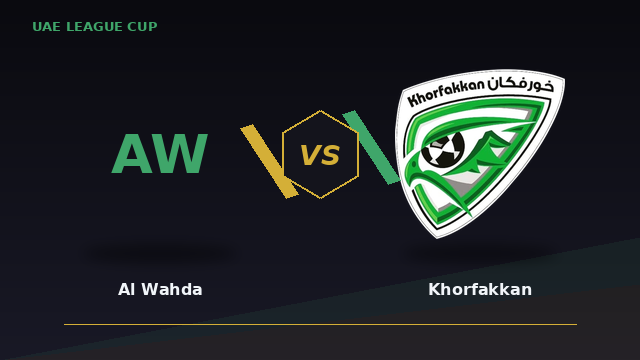 UAE LEAGUE CUP
Khorfakkan خورفكان
AW
VS
Al Wahda
Khorfakkan